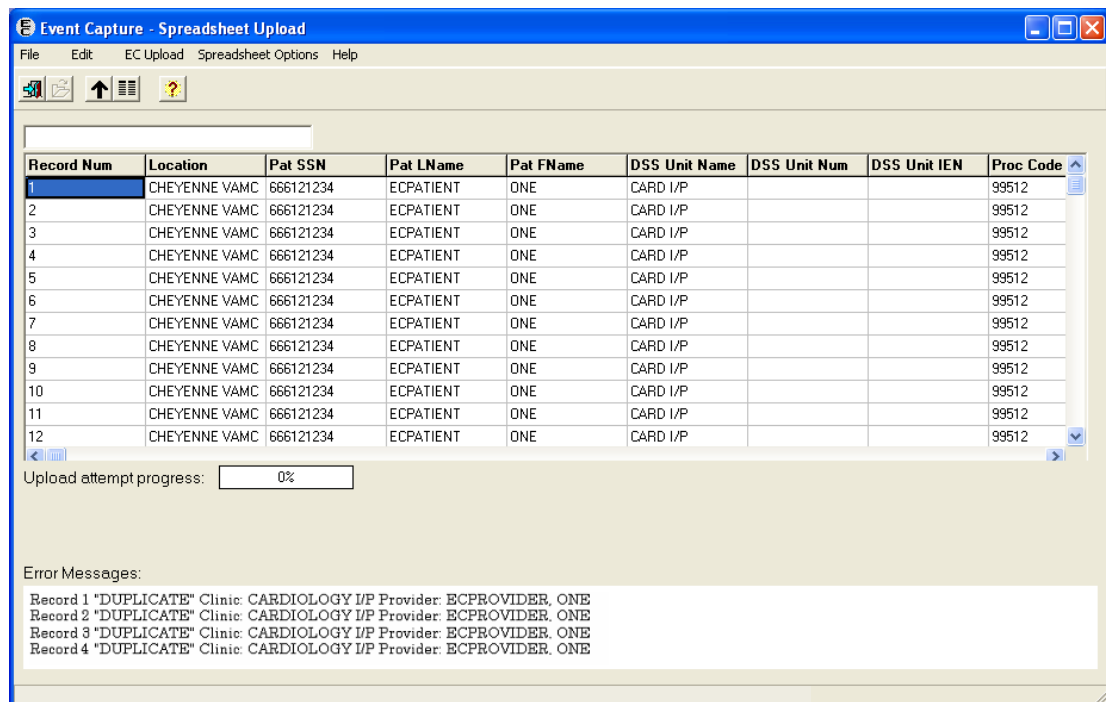 Event Capture - Spreadsheet Upload
File Edit EC Upload Spreadsheet Options Help
Record Num Location Pat SSN Pat LName Pat FName DSS Unit Name DSS Unit Num DSS Unit IEN Proc Code
1 CHEYENNE VAMC 666121234 ECPATIENT ONE CARD I/P 99512
2 CHEYENNE VAMC 666121234 ECPATIENT ONE CARD I/P 99512
3 CHEYENNE VAMC 666121234 ECPATIENT ONE CARD I/P 99512
4 CHEYENNE VAMC 666121234 ECPATIENT ONE CARD I/P 99512
5 CHEYENNE VAMC 666121234 ECPATIENT ONE CARD I/P 99512
6 CHEYENNE VAMC 666121234 ECPATIENT ONE CARD I/P 99512
7 CHEYENNE VAMC 666121234 ECPATIENT ONE CARD I/P 99512
8 CHEYENNE VAMC 666121234 ECPATIENT ONE CARD I/P 99512
9 CHEYENNE VAMC 666121234 ECPATIENT ONE CARD I/P 99512
10 CHEYENNE VAMC 666121234 ECPATIENT ONE CARD I/P 99512
11 CHEYENNE VAMC 666121234 ECPATIENT ONE CARD I/P 99512
12 CHEYENNE VAMC 666121234 ECPATIENT ONE CARD I/P 99512
Upload attempt progress: 0%
Error Messages:
Record 1 "DUPLICATE" Clinic: CARDIOLOGY I/P Provider: ECPROVIDER, ONE
Record 2 "DUPLICATE" Clinic: CARDIOLOGY I/P Provider: ECPROVIDER, ONE
Record 3 "DUPLICATE" Clinic: CARDIOLOGY I/P Provider: ECPROVIDER, ONE
Record 4 "DUPLICATE" Clinic: CARDIOLOGY I/P Provider: ECPROVIDER, ONE